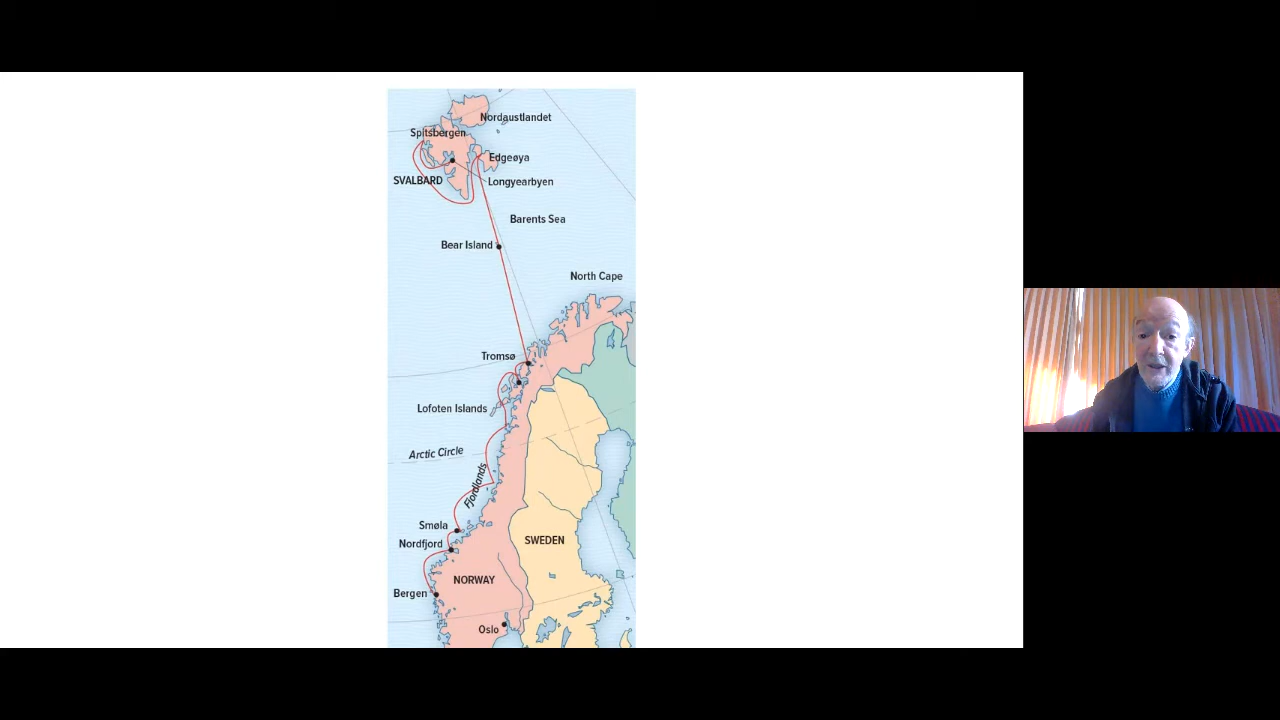 Nordaustlandet
Spitsbergen
Edgeøya
SVALBARD
Longyearbyen
Barents Sea
Bear Island
North Cape
Tromsø
Lofoten Islands
Arctic Circle
Fjordlands
Smøla
Nordfjord
SWEDEN
NORWAY
Bergen
Oslo